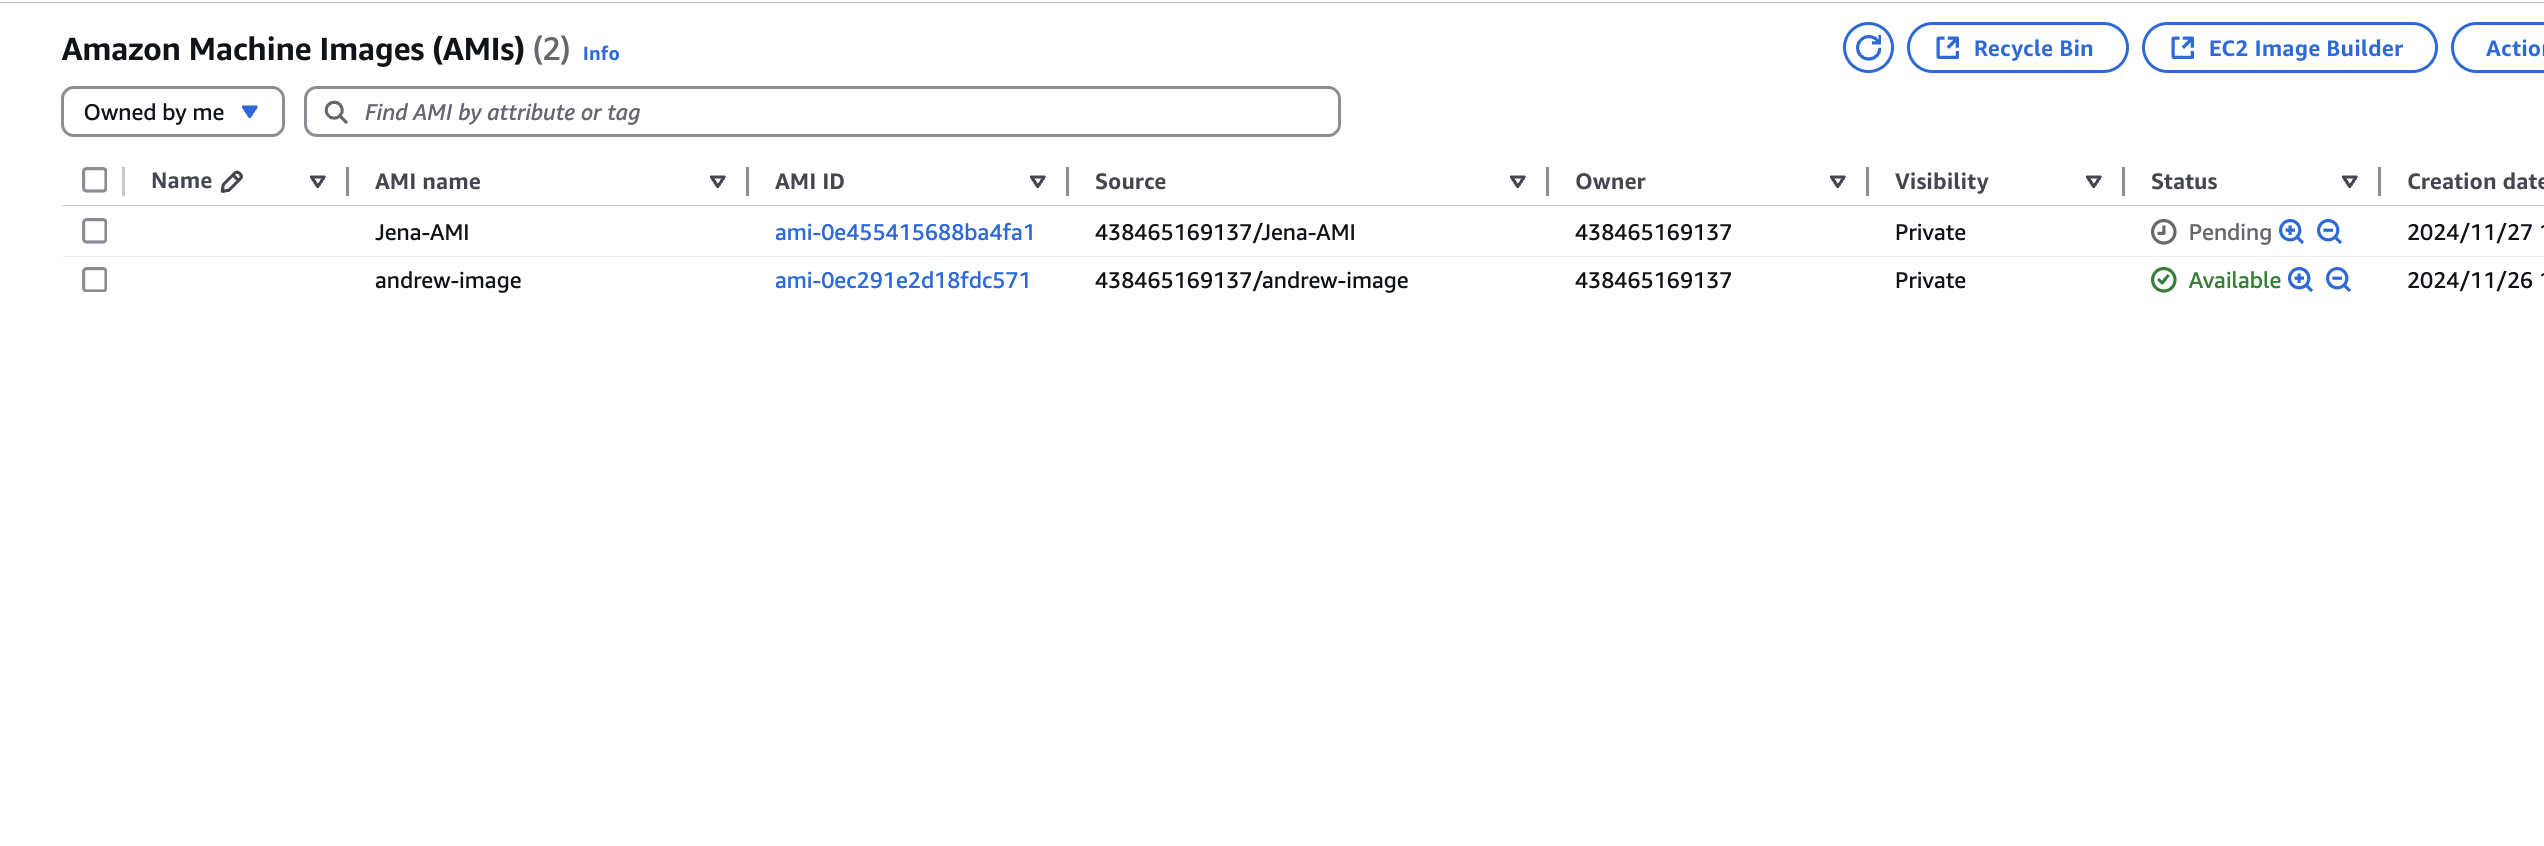 Amazon Machine Images (AMIs) (2) Info
Recycle Bin
EC2 Image Builder
Actio
Owned by me
Find AMI by attribute or tag
Name AMI name AMI ID Source Owner Visibility Status Creation date
Jena-AMI ami-0e455415688ba4fa1 438465169137/Jena-AMI 438465169137 Private Pending 2024/11/27 1
andrew-image ami-0ec291e2d18fdc571 438465169137/andrew-image 438465169137 Private Available 2024/11/26 1